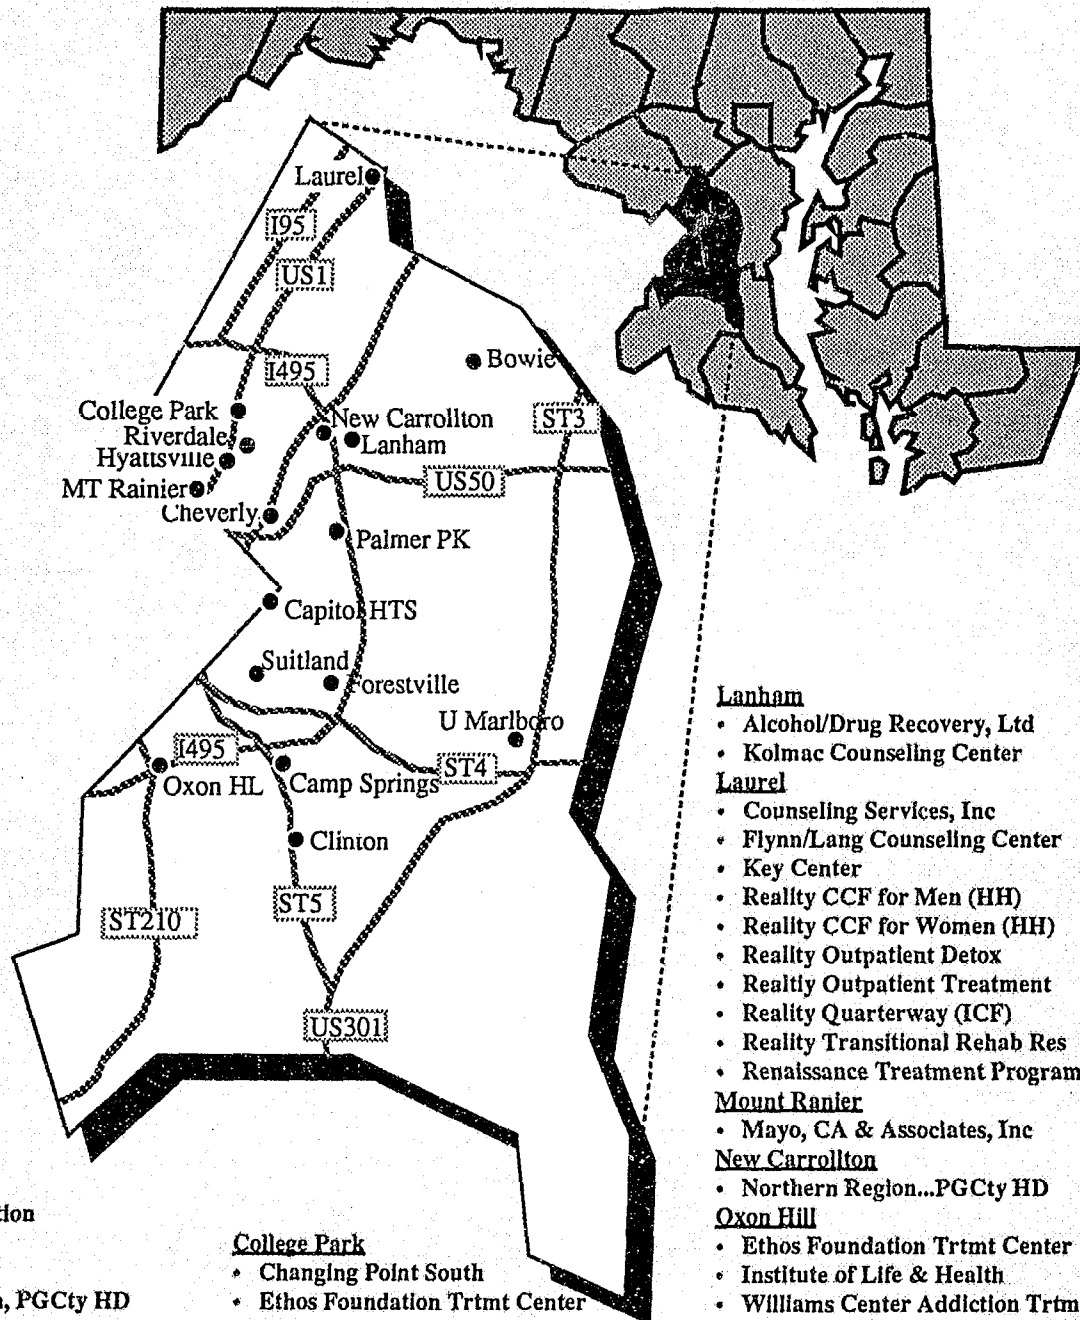 Laurel
I95
US1
I495
Bowie
College Park
New Carrollton
ST3
Riverdale
Lanham
Hyattsville
US50
MT Rainier
Cheverly
Palmer PK
Capitol HTS
Suitland
Forestville
U Marlboro
I495
ST4
Oxon HL
Camp Springs
Clinton
ST210
ST5
US301
Lanham
• Alcohol/Drug Recovery, Ltd
• Kolmac Counseling Center
Laurel
• Counseling Services, Inc
• Flynn/Lang Counseling Center
• Key Center
• Reality CCF for Men (HH)
• Reality CCF for Women (HH)
• Reality Outpatient Detox
• Realtiy Outpatient Treatment
• Reality Quarterway (ICF)
• Reality Transitional Rehab Res
• Renaissance Treatment Program
Mount Ranier
• Mayo, CA & Associates, Inc
New Carrollton
• Northern Region...PGCty HD
Oxon Hill
• Ethos Foundation Trtmt Center
• Institute of Life & Health
• Williams Center Addiction Trtm
College Park
• Changing Point South
• Ethos Foundation Trtmt Center
tion
, PGCty HD